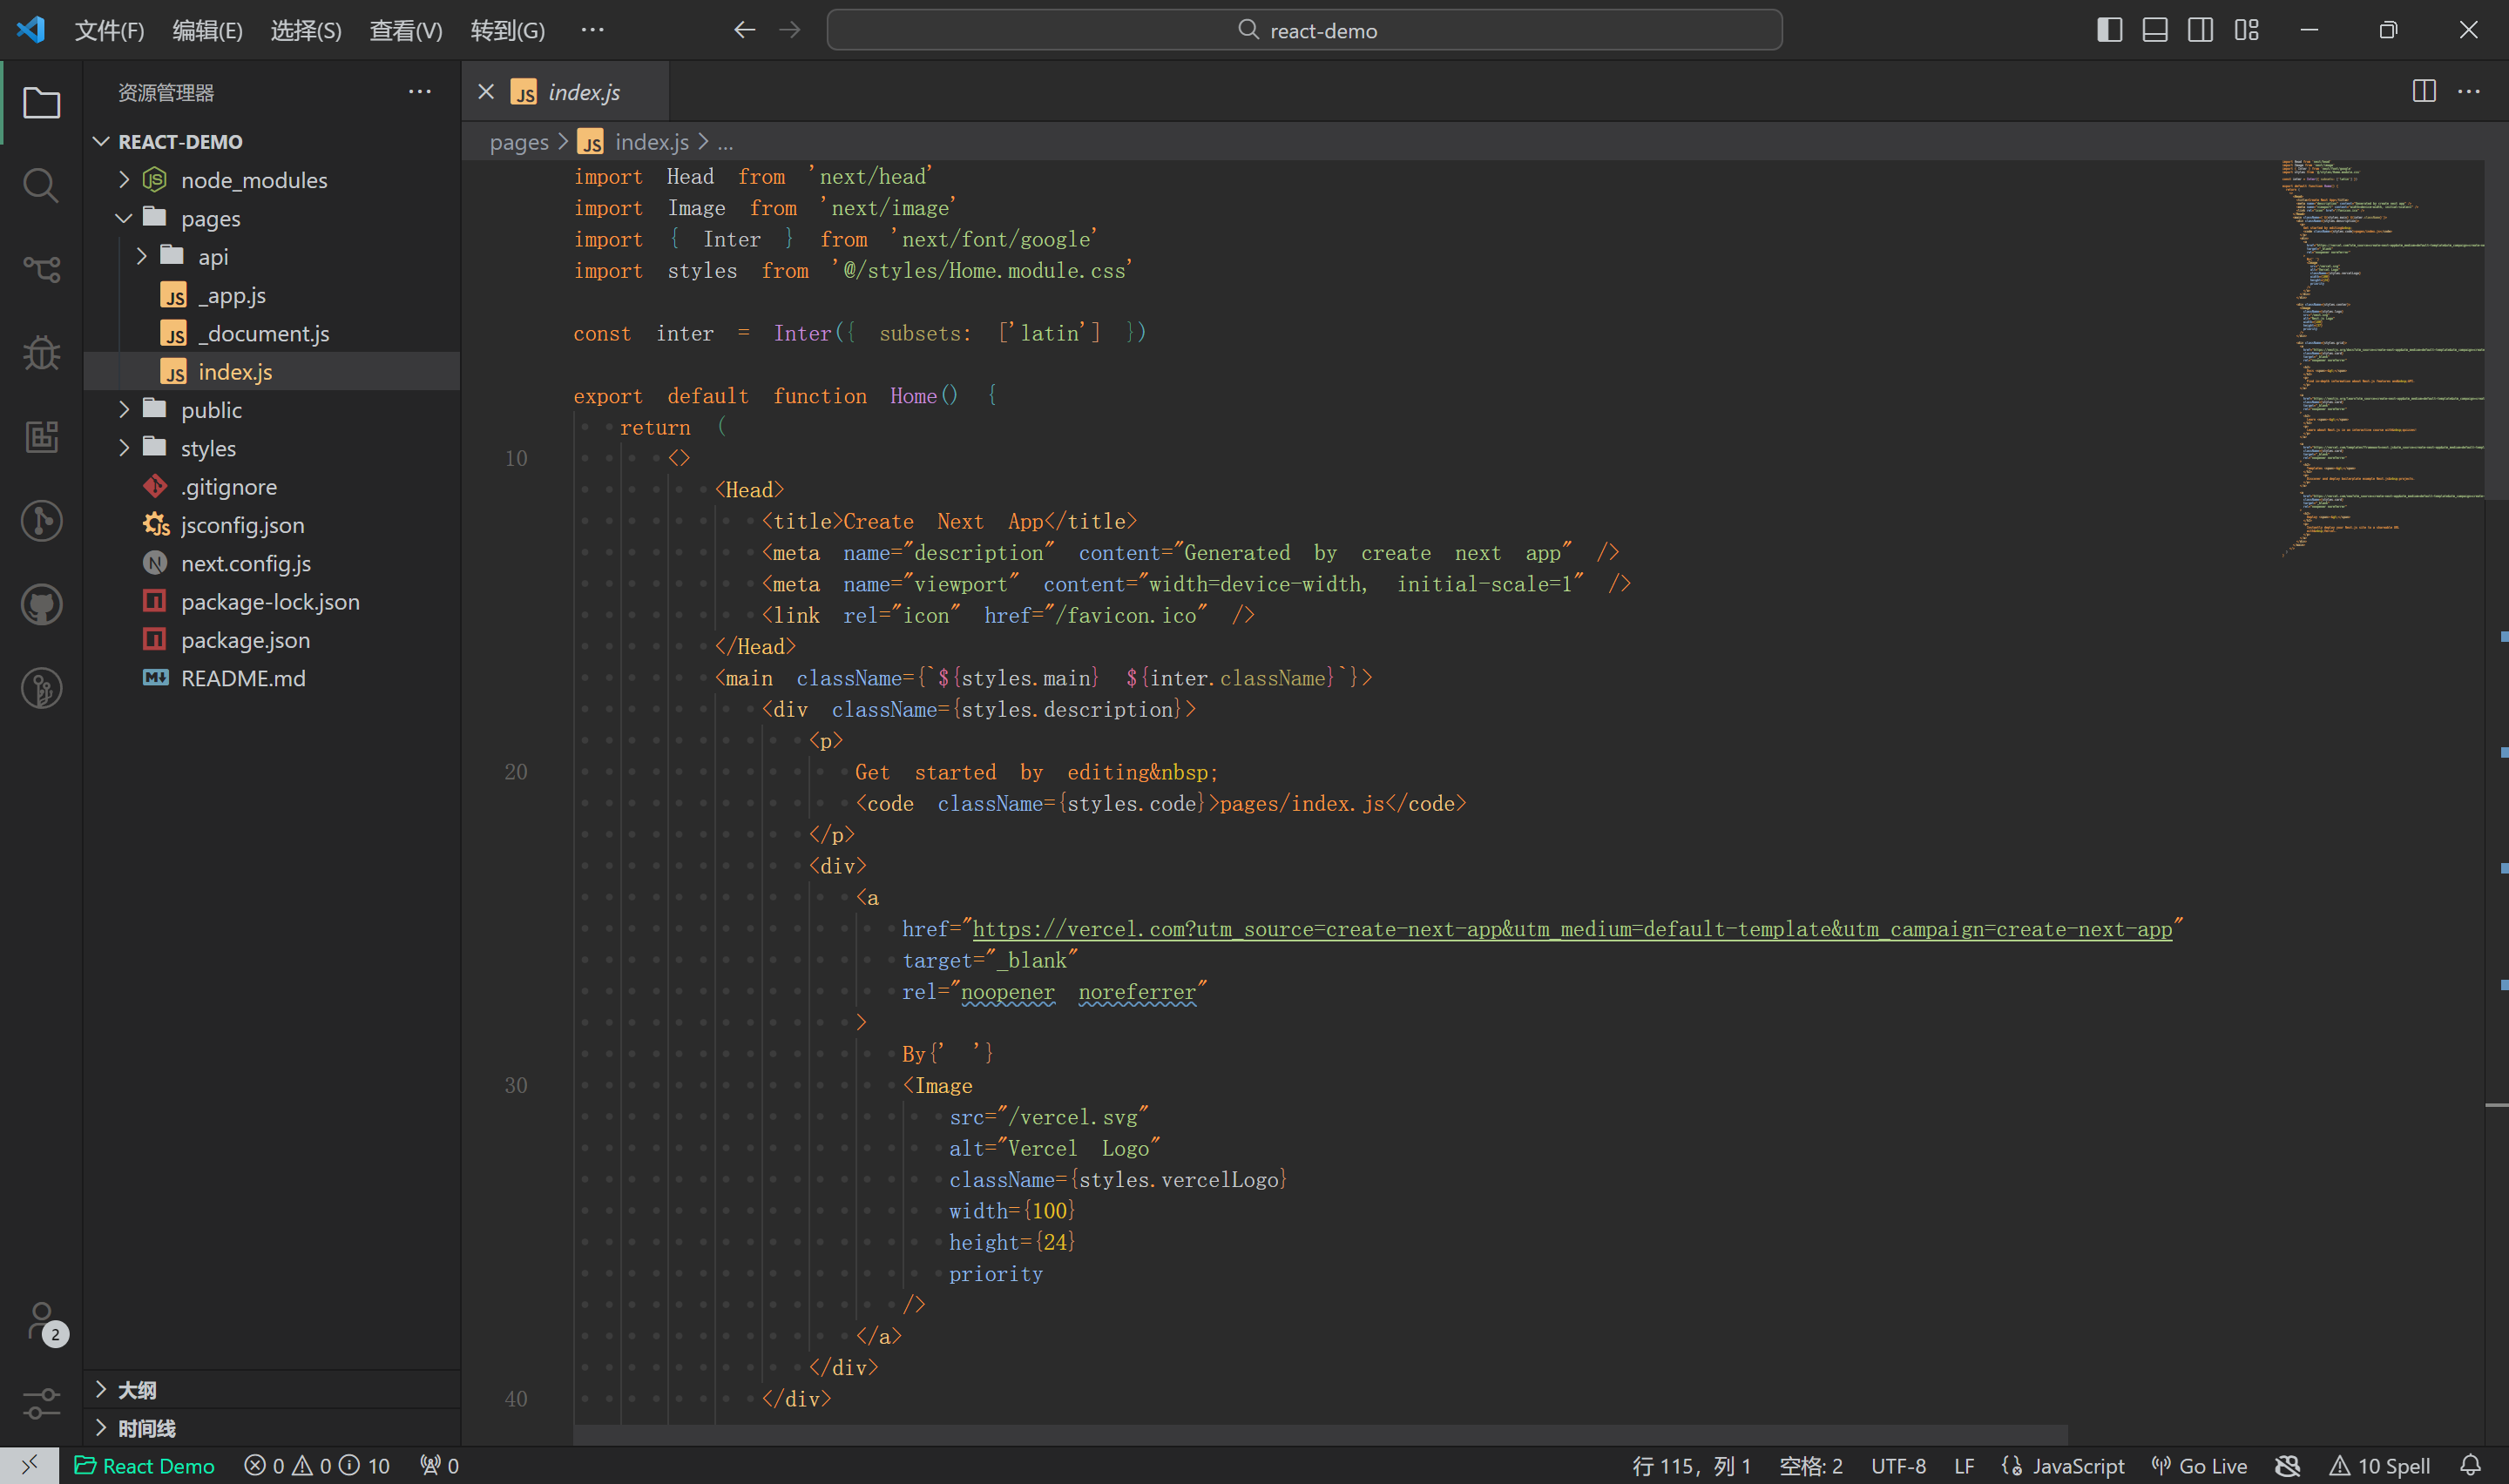 文件(F) 编辑(E) 选择(S) 查看(V) 转到(G) ··· react-demo
资源管理器 ···
REACT-DEMO
node_modules
pages
api
JS _app.js
JS _document.js
JS index.js
public
styles
.gitignore
jsconfig.json
next.config.js
package-lock.json
package.json
README.md
大纲
时间线
2
JS index.js
pages > JS index.js > ...
import Head from 'next/head'
import Image from 'next/image'
import { Inter } from 'next/font/google'
import styles from '@/styles/Home.module.css'
const inter = Inter({ subsets: ['latin'] })
export default function Home() {
return (
10 <>
<Head>
<title>Create Next App</title>
<meta name="description" content="Generated by create next app" />
<meta name="viewport" content="width=device-width, initial-scale=1" />
<link rel="icon" href="/favicon.ico" />
</Head>
<main className={`${styles.main} ${inter.className}`}>
<div className={styles.description}>
<p>
20 Get started by editing&nbsp;
<code className={styles.code}>pages/index.js</code>
</p>
<div>
<a
href="https://vercel.com?utm_source=create-next-app&utm_medium=default-template&utm_campaign=create-next-app"
target="_blank"
rel="noopener noreferrer"
>
By{' '}
30 <Image
src="/vercel.svg"
alt="Vercel Logo"
className={styles.vercelLogo}
width={100}
height={24}
priority
/>
</a>
</div>
40 </div>
React Demo 0 0 10 0 行 115，列 1 空格: 2 UTF-8 LF JavaScript Go Live 10 Spell